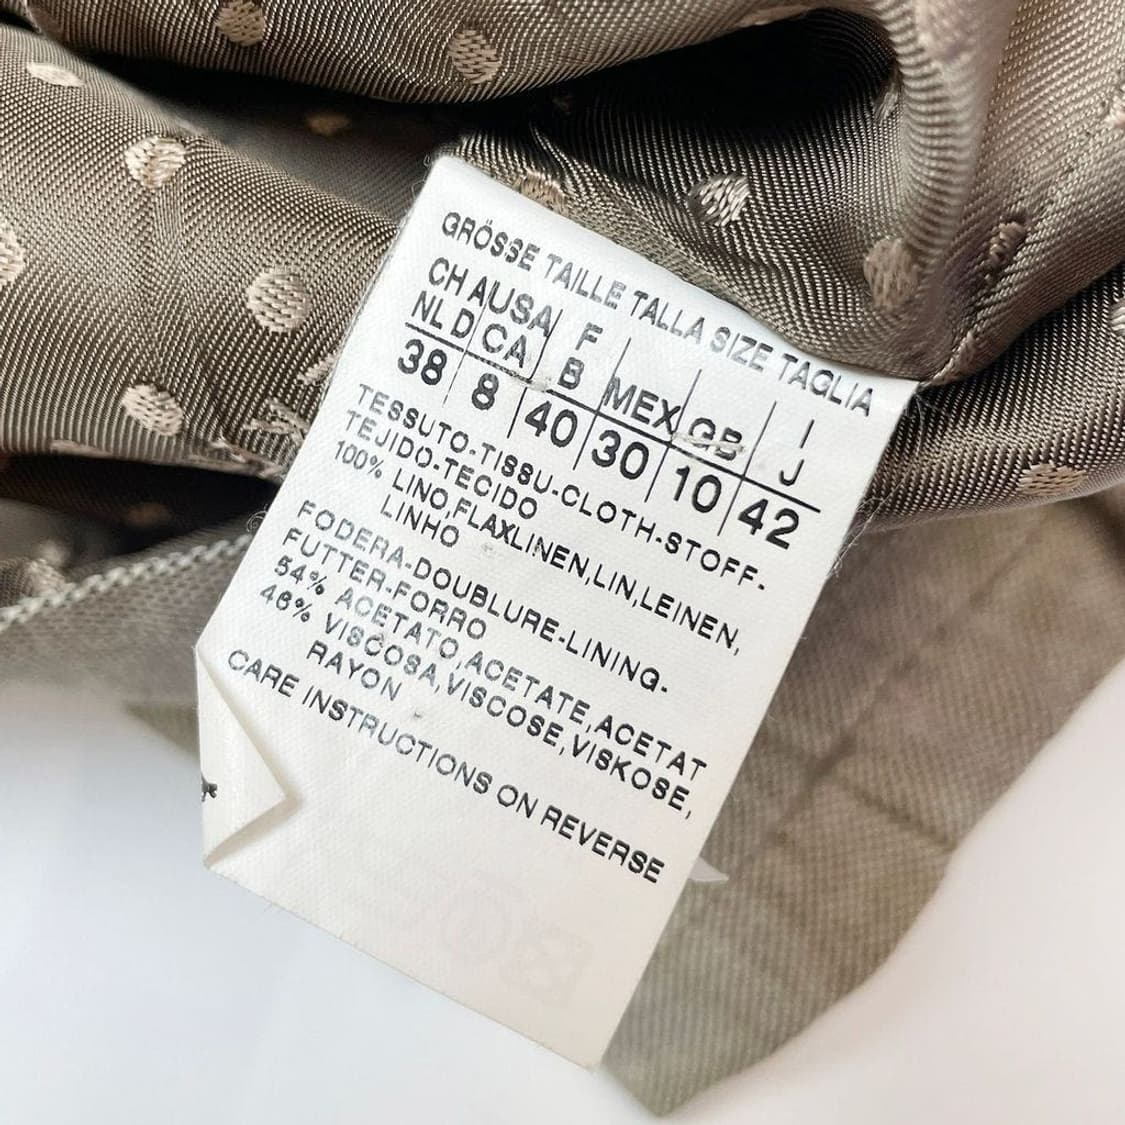 GRÖSSE TAILLE TALLA SIZE TAGLIA
CH A USA F I
NL D CA B MEX GB J
38 8 40 30 10 42
TESSUTO-TISSU-CLOTH-STOFF-
TEJIDO-TECIDO
100% LINO,FLAXLINEN,LIN,LEINEN,
LINHO
FODERA-DOUBLURE-LINING-
FUTTER-FORRO
54% ACETATO,ACETATE,ACETAT
46% VISCOSA,VISCOSE,VISKOSE,
RAYON
CARE INSTRUCTIONS ON REVERSE